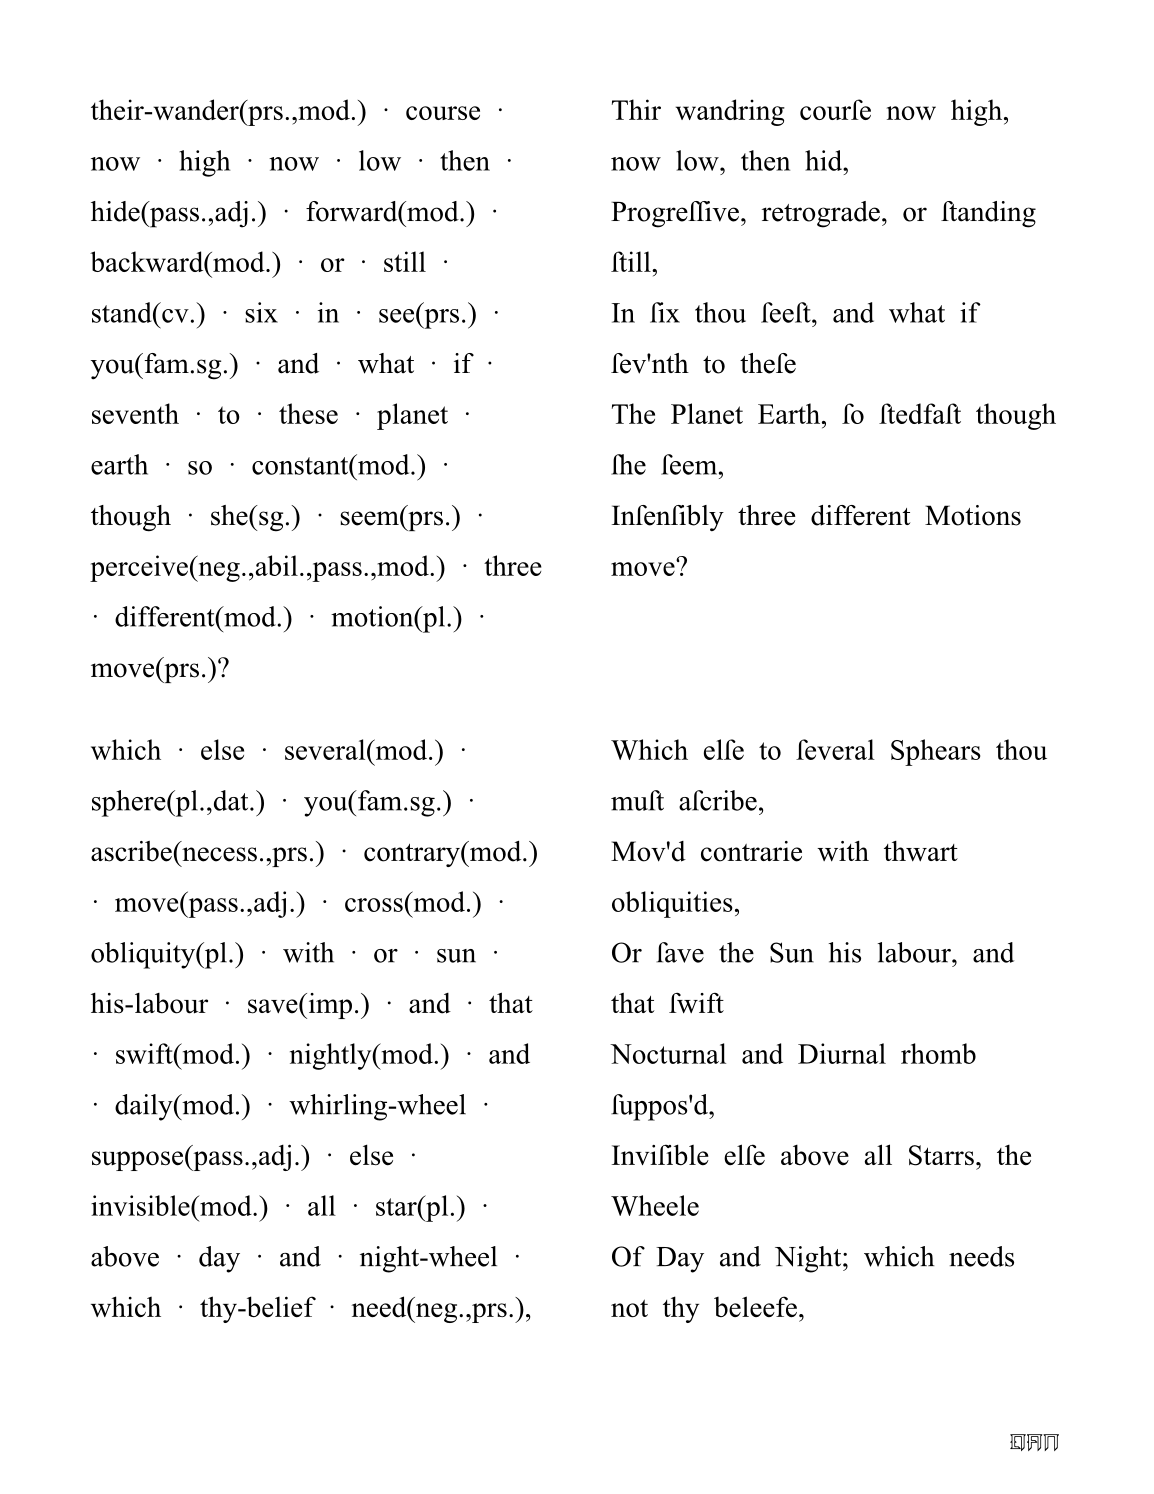 their-wander(prs.,mod.) · course ·
now · high · now · low · then ·
hide(pass.,adj.) · forward(mod.) ·
backward(mod.) · or · still ·
stand(cv.) · six · in · see(prs.) ·
you(fam.sg.) · and · what · if ·
seventh · to · these · planet ·
earth · so · constant(mod.) ·
though · she(sg.) · seem(prs.) ·
perceive(neg.,abil.,pass.,mod.) · three
· different(mod.) · motion(pl.) ·
move(prs.)?
Thir wandring courſe now high,
now low, then hid,
Progreſſive, retrograde, or ſtanding
ſtill,
In ſix thou ſeeſt, and what if
ſev'nth to theſe
The Planet Earth, ſo ſtedfaſt though
ſhe ſeem,
Inſenſibly three different Motions
move?
which · else · several(mod.) ·
sphere(pl.,dat.) · you(fam.sg.) ·
ascribe(necess.,prs.) · contrary(mod.)
· move(pass.,adj.) · cross(mod.) ·
obliquity(pl.) · with · or · sun ·
his-labour · save(imp.) · and · that
· swift(mod.) · nightly(mod.) · and
· daily(mod.) · whirling-wheel ·
suppose(pass.,adj.) · else ·
invisible(mod.) · all · star(pl.) ·
above · day · and · night-wheel ·
which · thy-belief · need(neg.,prs.),
Which elſe to ſeveral Sphears thou
muſt aſcribe,
Mov'd contrarie with thwart
obliquities,
Or ſave the Sun his labour, and
that ſwift
Nocturnal and Diurnal rhomb
ſuppos'd,
Inviſible elſe above all Starrs, the
Wheele
Of Day and Night; which needs
not thy beleefe,